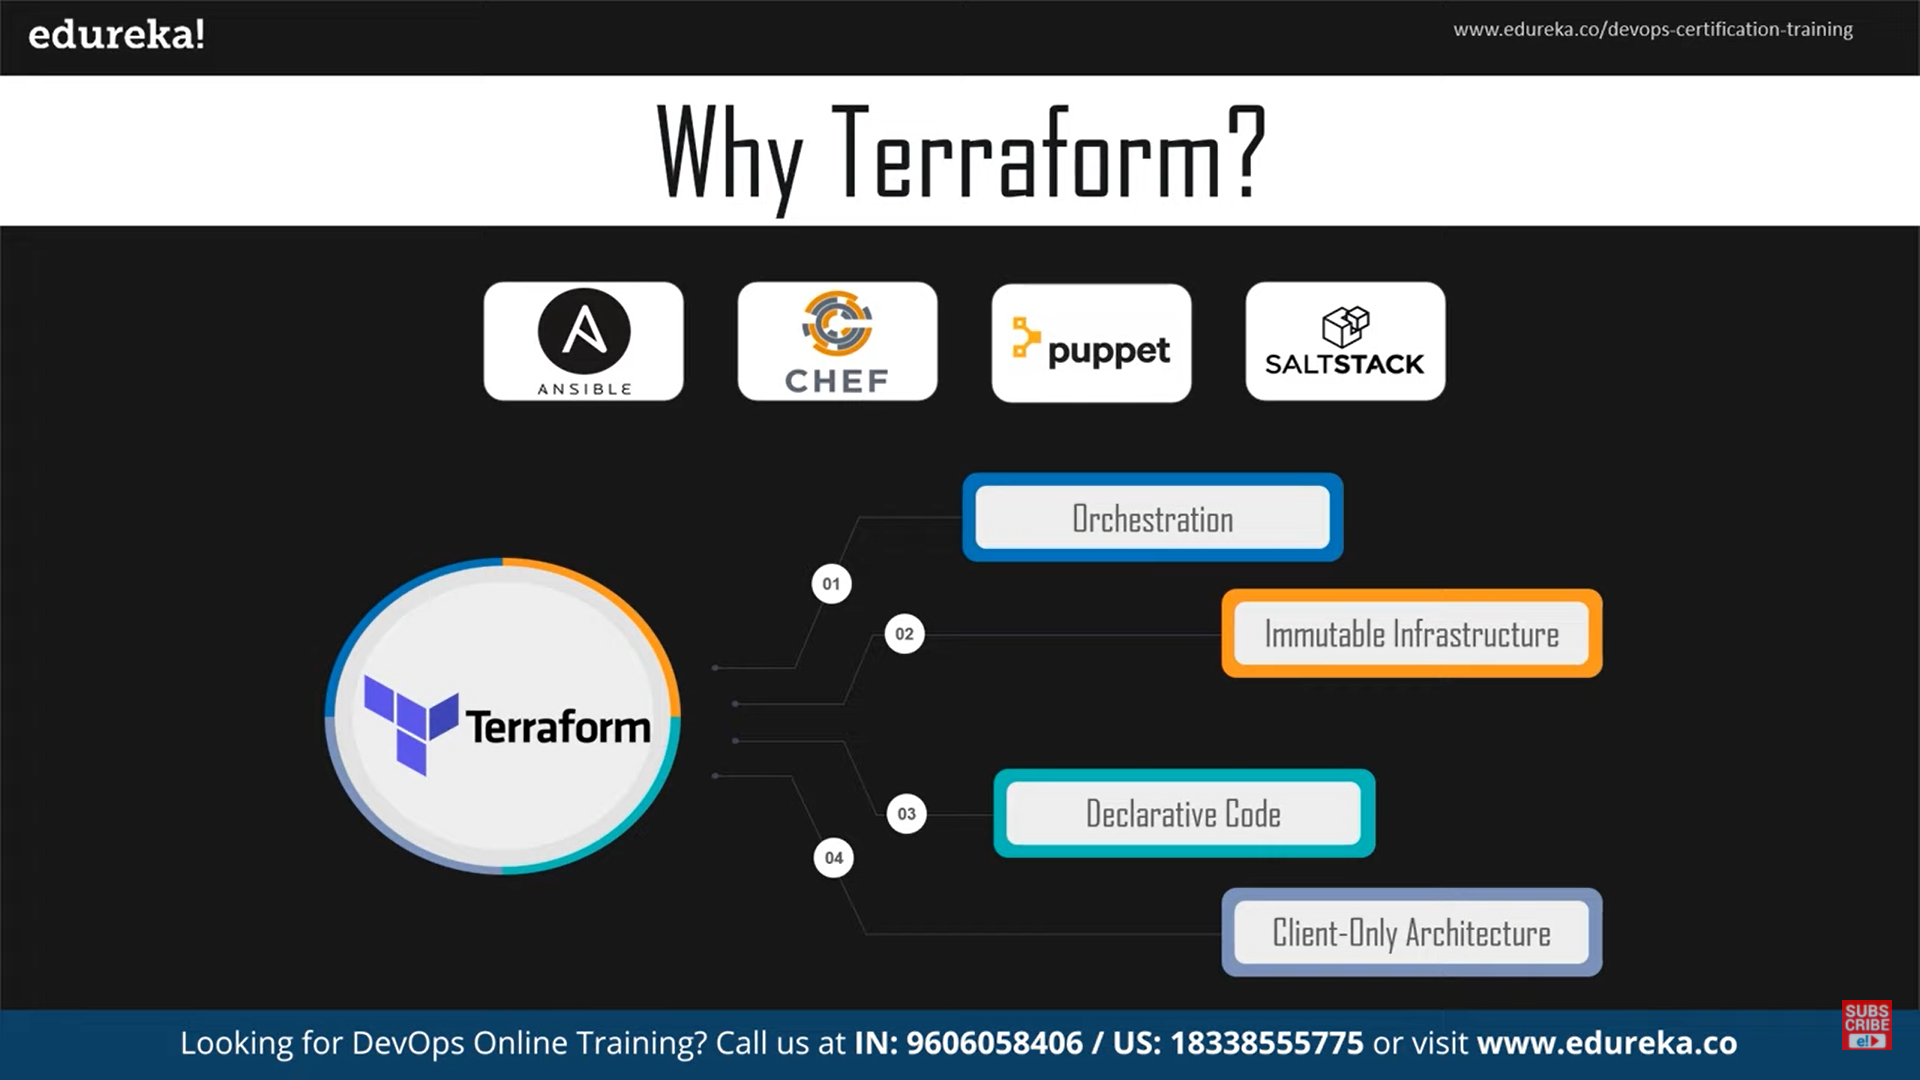 edureka!
www.edureka.co/devops-certification-training
Why Terraform?
ANSIBLE
CHEF
puppet
SALTSTACK
Orchestration
01
02
Immutable Infrastructure
Terraform
03
Declarative Code
04
Client-Only Architecture
SUBS
CRIBE
e!
Looking for DevOps Online Training? Call us at IN: 9606058406 / US: 18338555775 or visit www.edureka.co